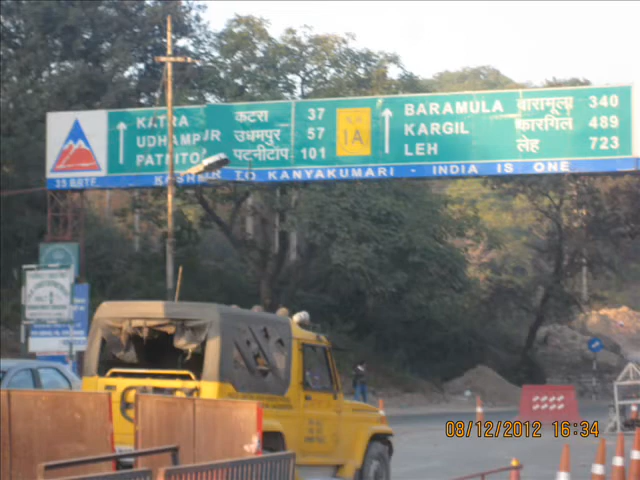 KATRA कटरा 37
UDHAMPUR उधमपुर 57
PATNITOP पटनीटॉप 101
1A
BARAMULA बारामूला 340
KARGIL कारगिल 489
LEH लेह 723
35 BRTF
KASHMIR TO KANYAKUMARI - INDIA IS ONE
08/12/2012 16:34